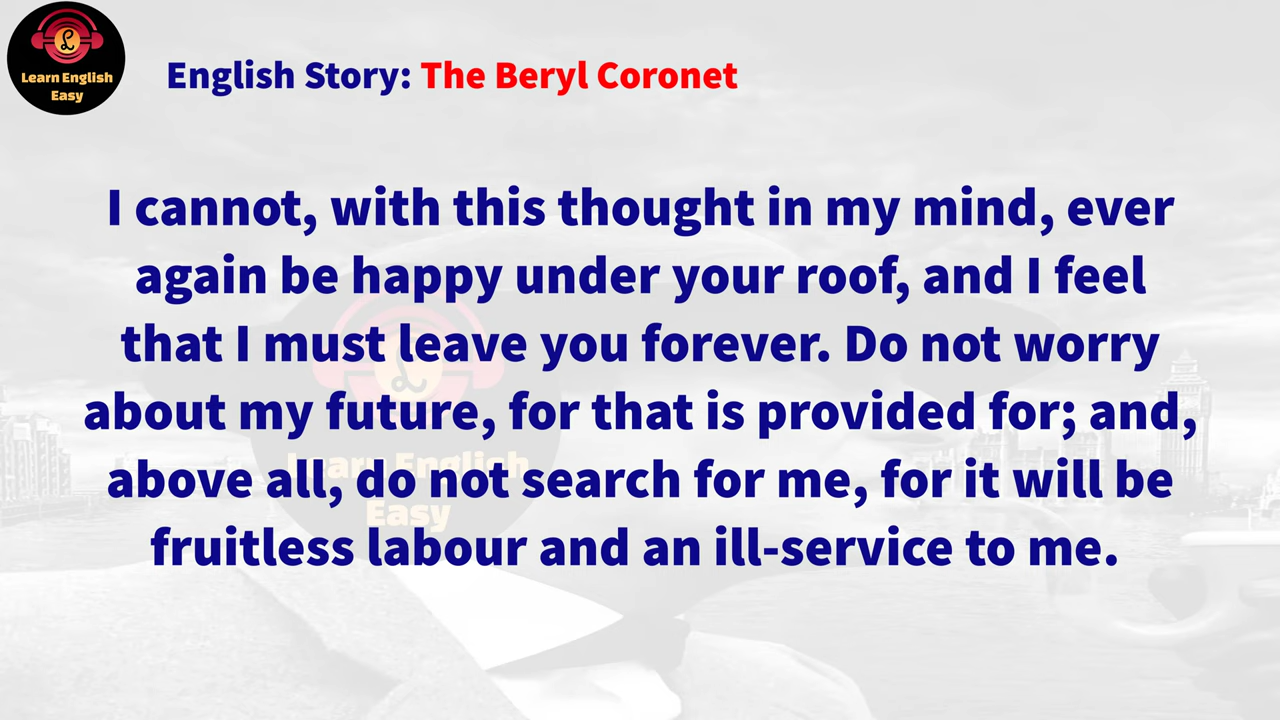 Learn English
Easy
English Story: The Beryl Coronet
I cannot, with this thought in my mind, ever
again be happy under your roof, and I feel
that I must leave you forever. Do not worry
about my future, for that is provided for; and,
above all, do not search for me, for it will be
fruitless labour and an ill-service to me.
Learn English
Easy